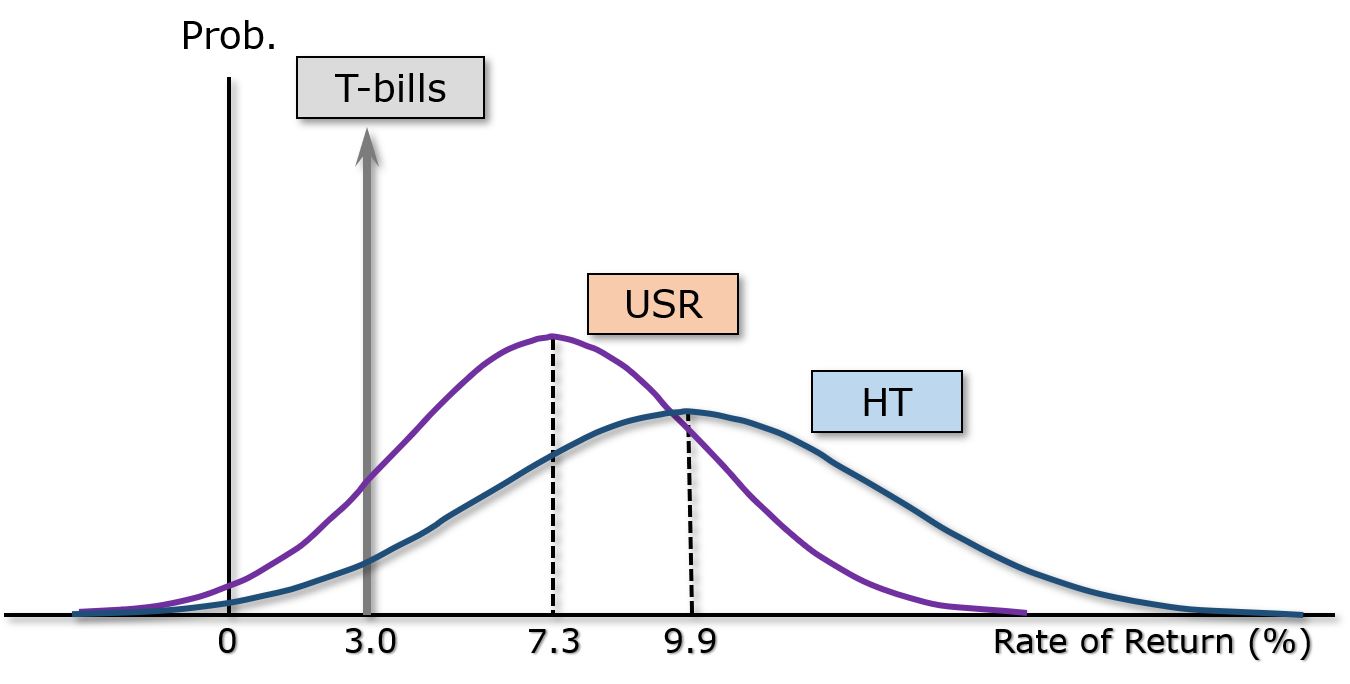 Prob.
T-bills
USR
HT
0 3.0 7.3 9.9 Rate of Return (%)